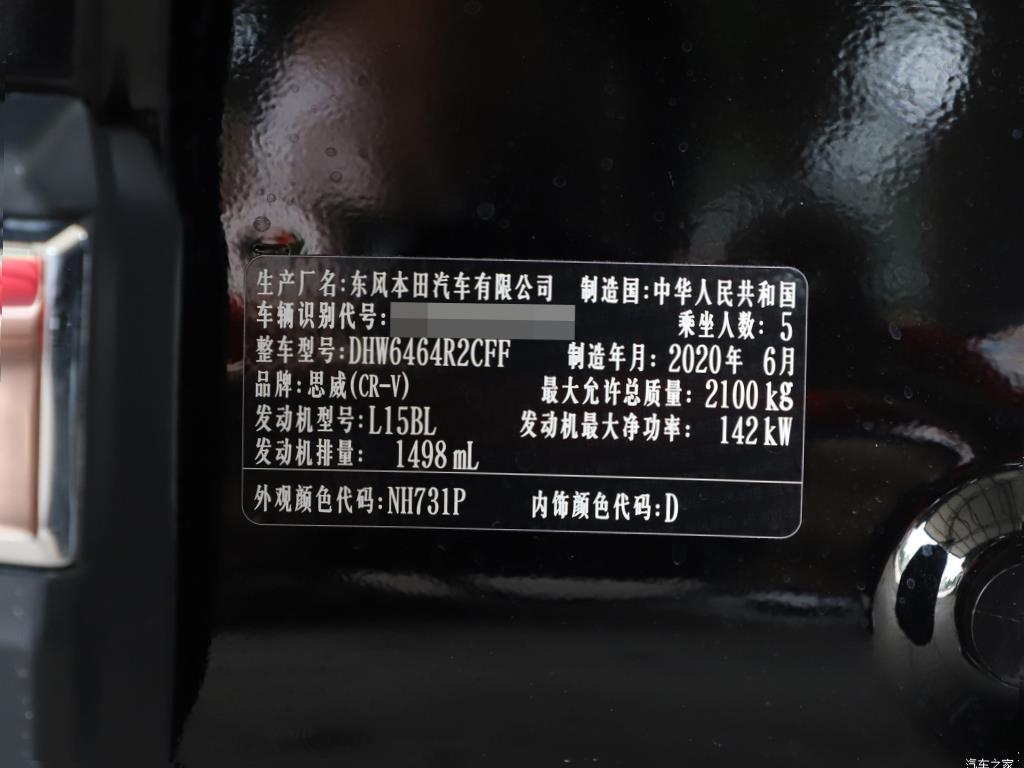 生产厂名:东风本田汽车有限公司 制造国:中华人民共和国
车辆识别代号: 乘坐人数: 5
整车型号:DHW6464R2CFF 制造年月: 2020年 6月
品牌:思威(CR-V) 最大允许总质量: 2100 kg
发动机型号:L15BL 发动机最大净功率: 142 kW
发动机排量: 1498 mL
外观颜色代码:NH731P 内饰颜色代码:D
汽车之家